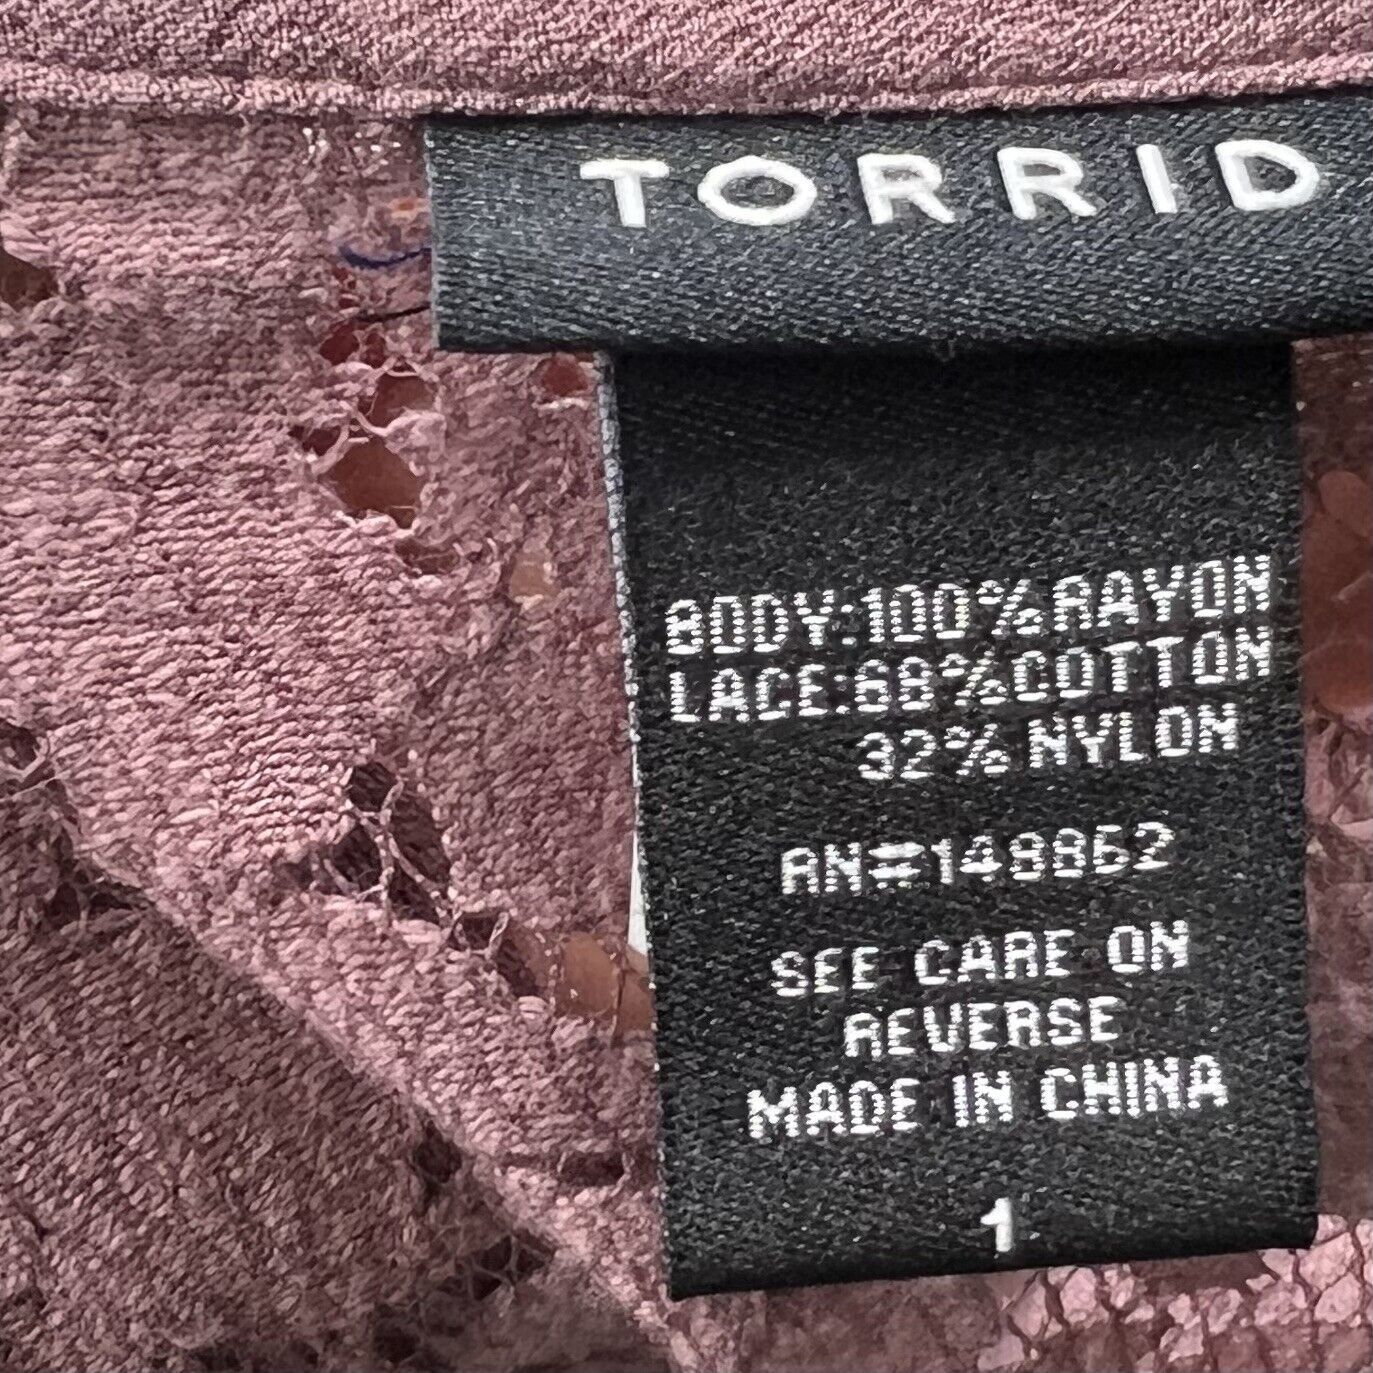 TORRID
BODY:100%RAYON
LACE:68%COTTON
32%NYLON
RN#148862
SEE CARE ON
REVERSE
MADE IN CHINA
1